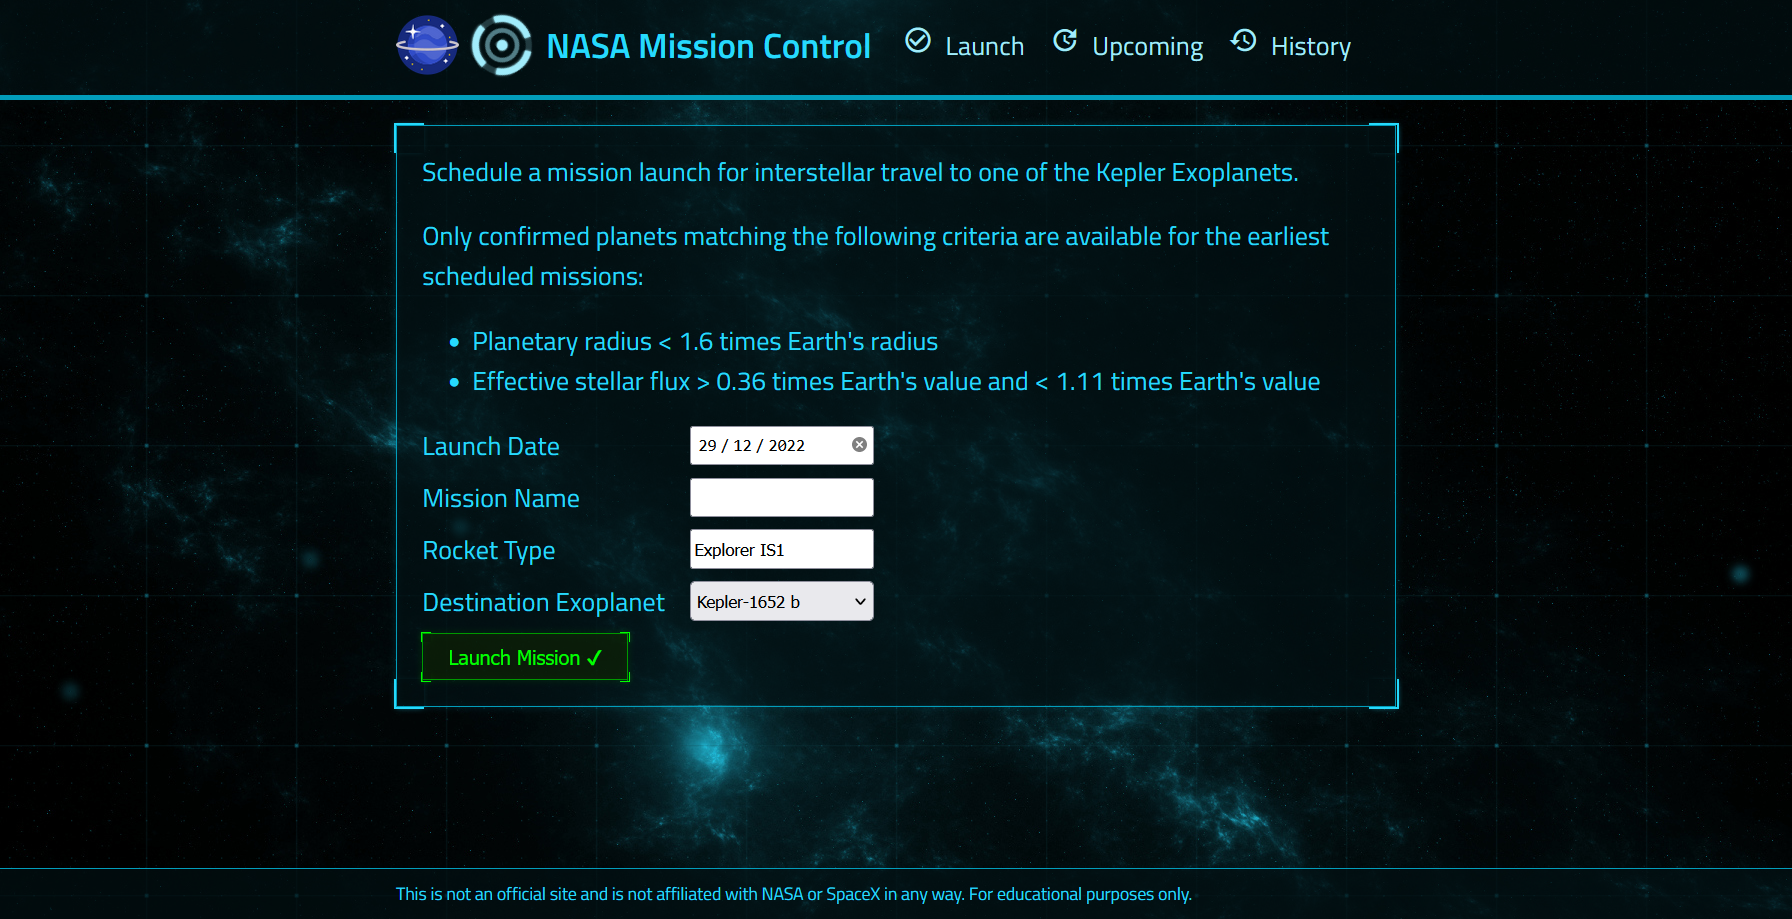 NASA Mission Control
Launch
Upcoming
History
Schedule a mission launch for interstellar travel to one of the Kepler Exoplanets.
Only confirmed planets matching the following criteria are available for the earliest
scheduled missions:
• Planetary radius < 1.6 times Earth's radius
• Effective stellar flux > 0.36 times Earth's value and < 1.11 times Earth's value
Launch Date
29 / 12 / 2022
Mission Name
Rocket Type
Explorer IS1
Destination Exoplanet
Kepler-1652 b
Launch Mission ✓
This is not an official site and is not affiliated with NASA or SpaceX in any way. For educational purposes only.